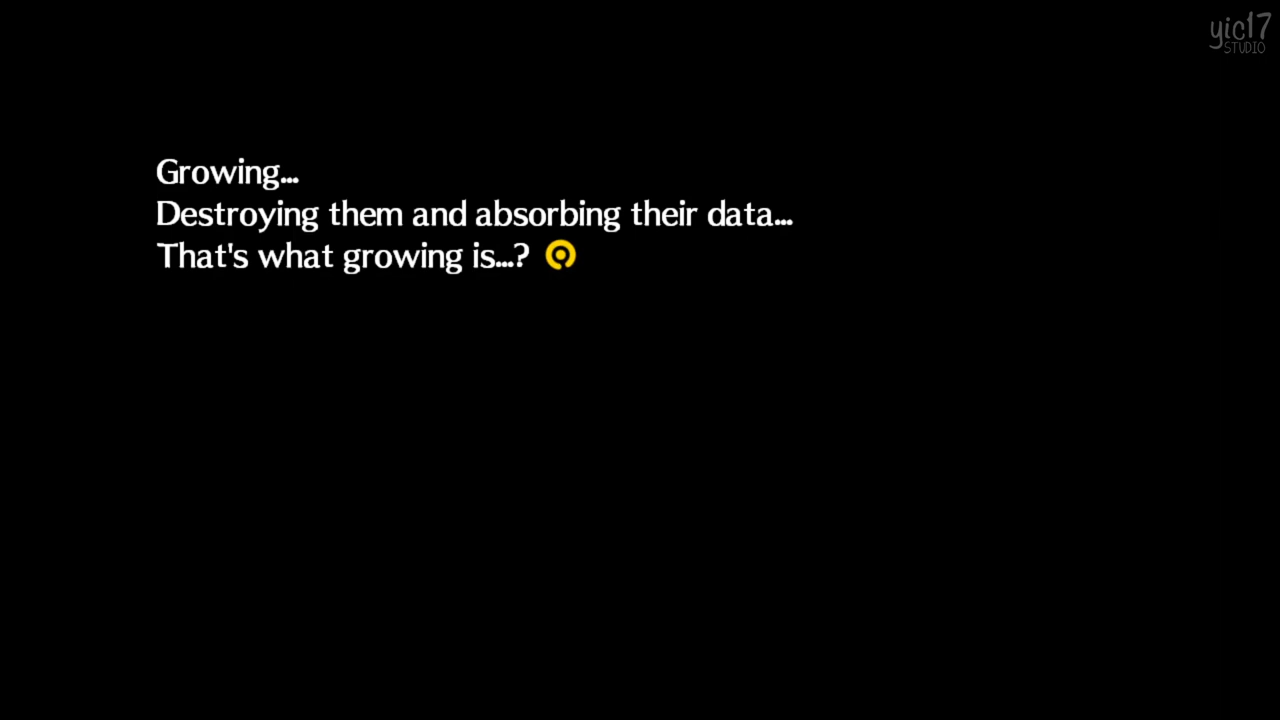 yic17
STUDIO
Growing...
Destroying them and absorbing their data...
That's what growing is...?